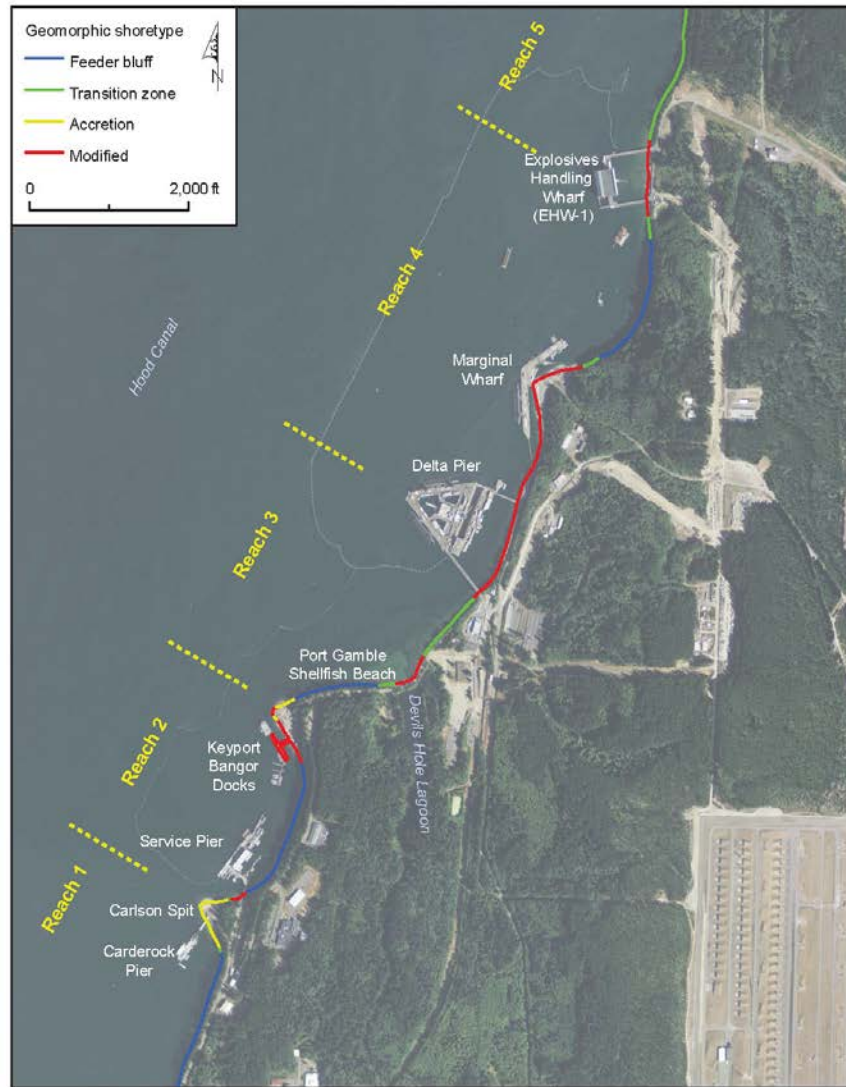 Geomorphic shoretype
N
Feeder bluff
Transition zone
Accretion
Modified
0 2,000 ft
Reach 5
Explosives
Handling
Wharf
(EHW-1)
Reach 4
Hood Canal
Marginal
Wharf
Delta Pier
Reach 3
Port Gamble
Shellfish Beach
Devils Hole Lagoon
Reach 2
Keyport
Bangor
Docks
Service Pier
Reach 1
Carlson Spit
Carderock
Pier